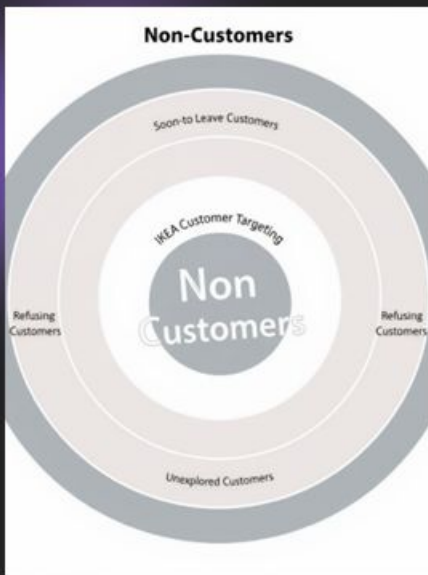 Non-Customers
Soon-to Leave Customers
IKEA Customer Targeting
Non
Customers
Refusing
Customers
Refusing
Customers
Unexplored Customers